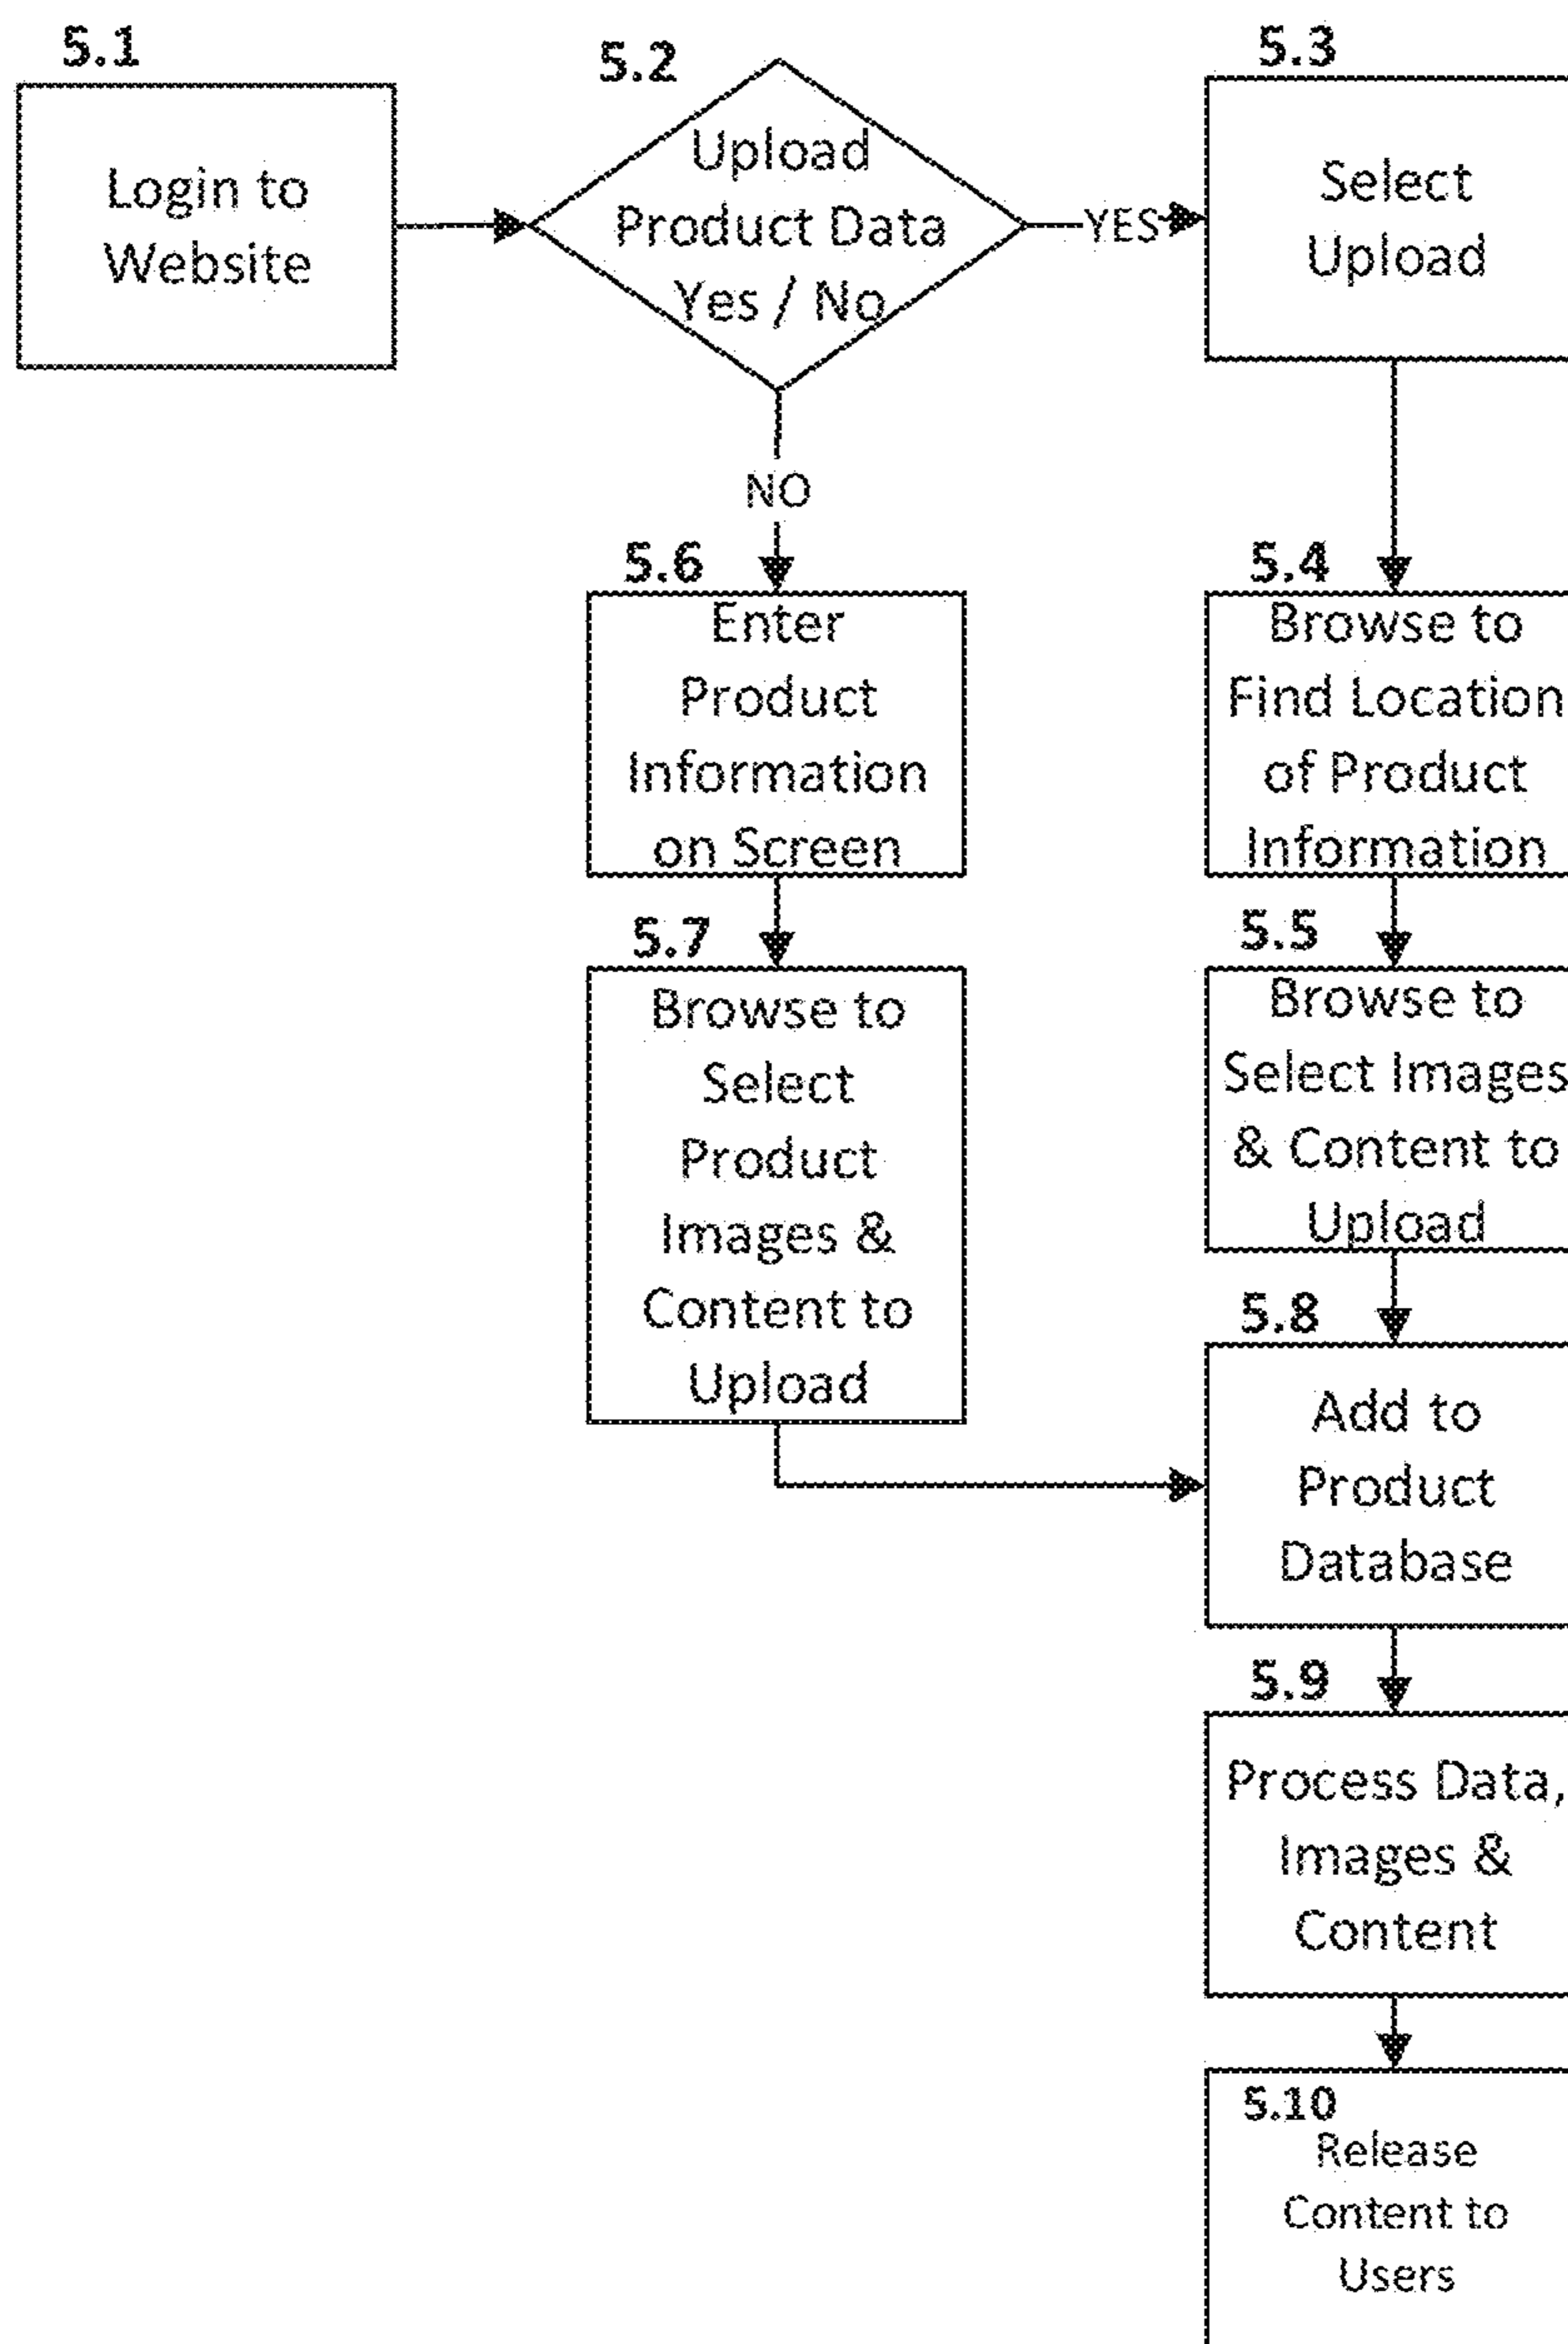 5.1
Login to
Website
5.2
Upload
Product Data
Yes / No
YES
NO
5.3
Select
Upload
5.4
Browse to
Find Location
of Product
Information
5.5
Browse to
Select Images
& Content to
Upload
5.6
Enter
Product
Information
on Screen
5.7
Browse to
Select
Product
Images &
Content to
Upload
5.8
Add to
Product
Database
5.9
Process Data,
Images &
Content
5.10
Release
Content to
Users